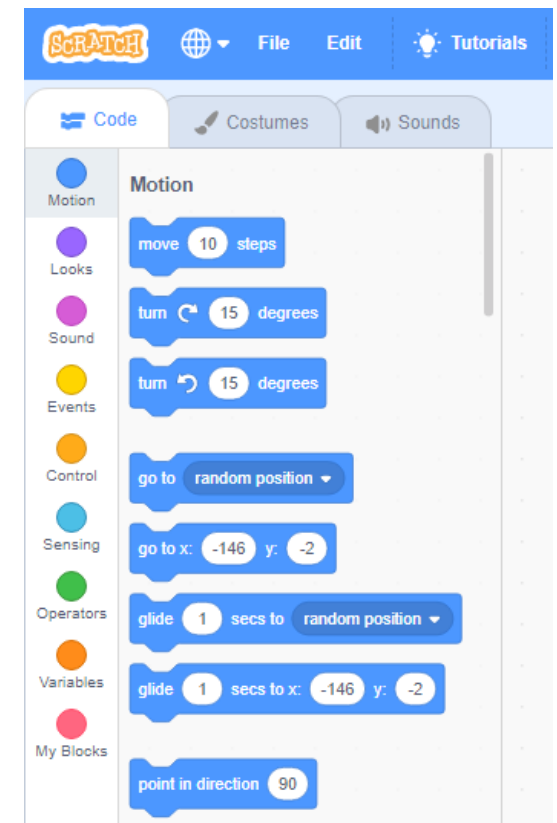 SCRATCH File Edit Tutorials
Code Costumes Sounds
Motion
Looks
Sound
Events
Control
Sensing
Operators
Variables
My Blocks
Motion
move 10 steps
turn 15 degrees
turn 15 degrees
go to random position
go to x: -146 y: -2
glide 1 secs to random position
glide 1 secs to x: -146 y: -2
point in direction 90